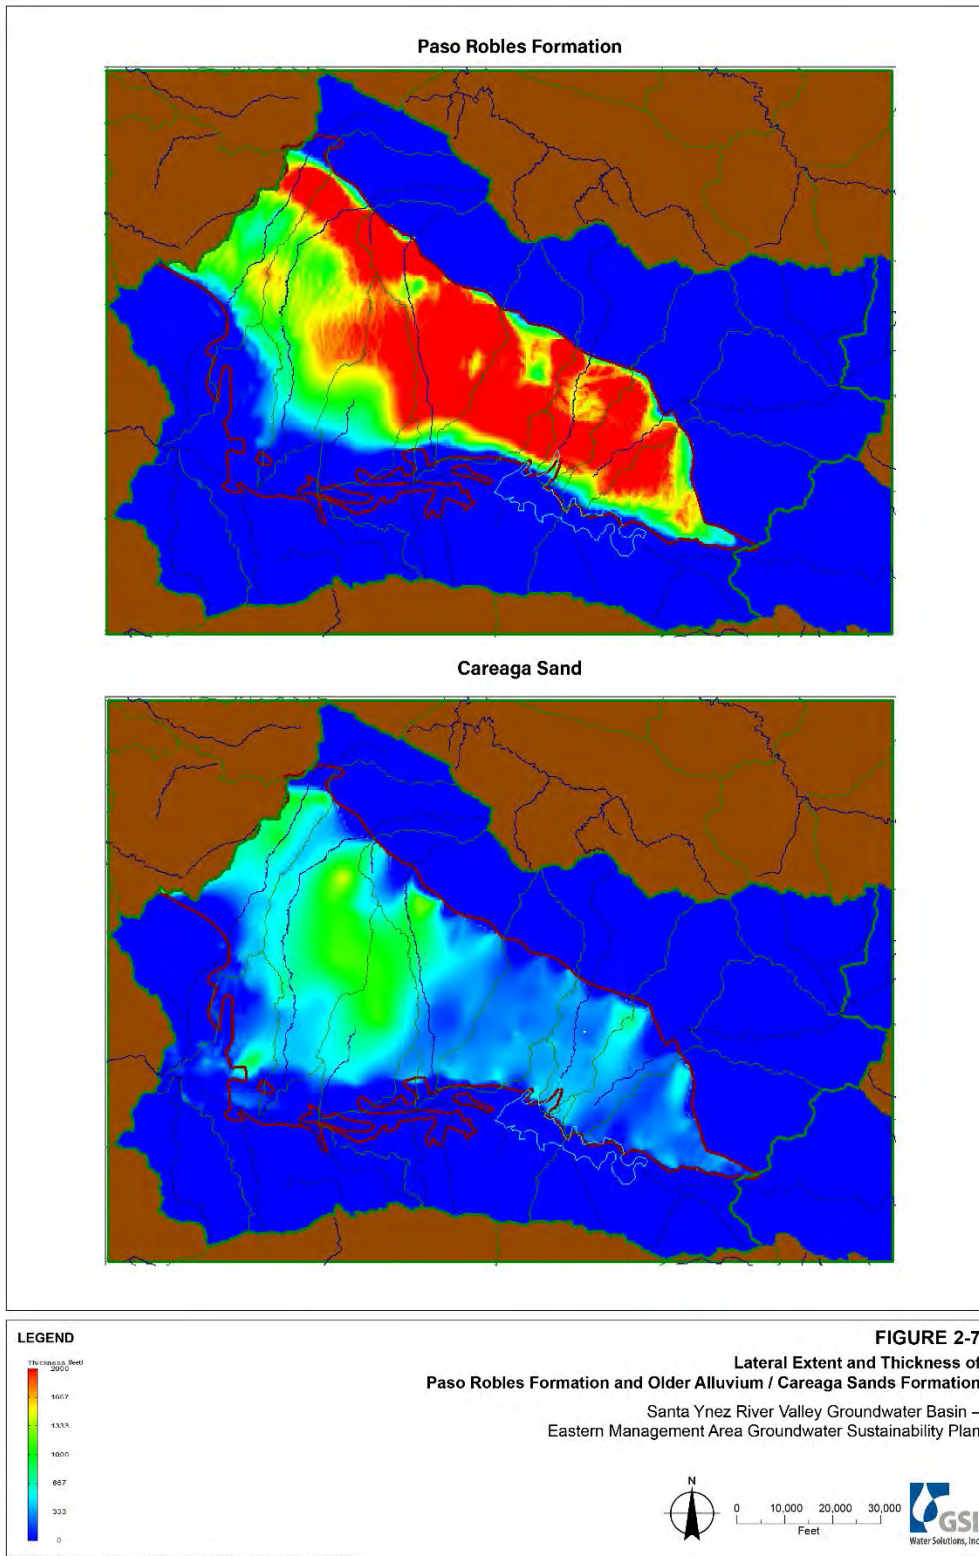 Paso Robles Formation
Careaga Sand
LEGEND
Thickness (feet)
2000
1667
1333
1000
667
333
0
FIGURE 2-7
Lateral Extent and Thickness of
Paso Robles Formation and Older Alluvium / Careaga Sands Formation
Santa Ynez River Valley Groundwater Basin –
Eastern Management Area Groundwater Sustainability Plan
N
0 10,000 20,000 30,000
Feet
GSI
Water Solutions, Inc